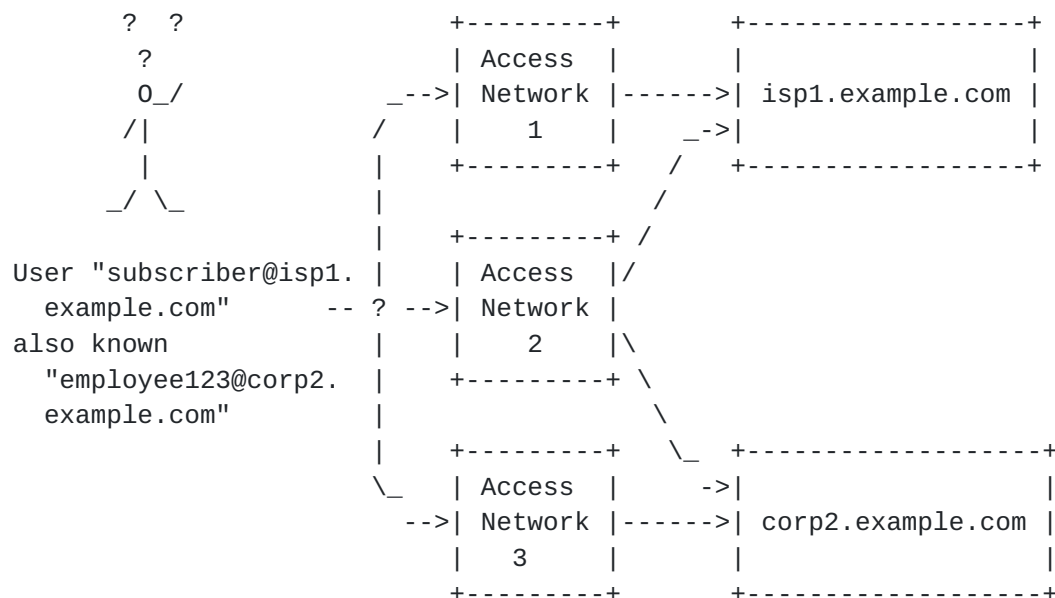 ? ?
?
Access
Network
1
isp1.example.com
User "subscriber@isp1.
example.com"
also known
"employee123@corp2.
example.com"
?
Access
Network
2
Access
Network
3
corp2.example.com